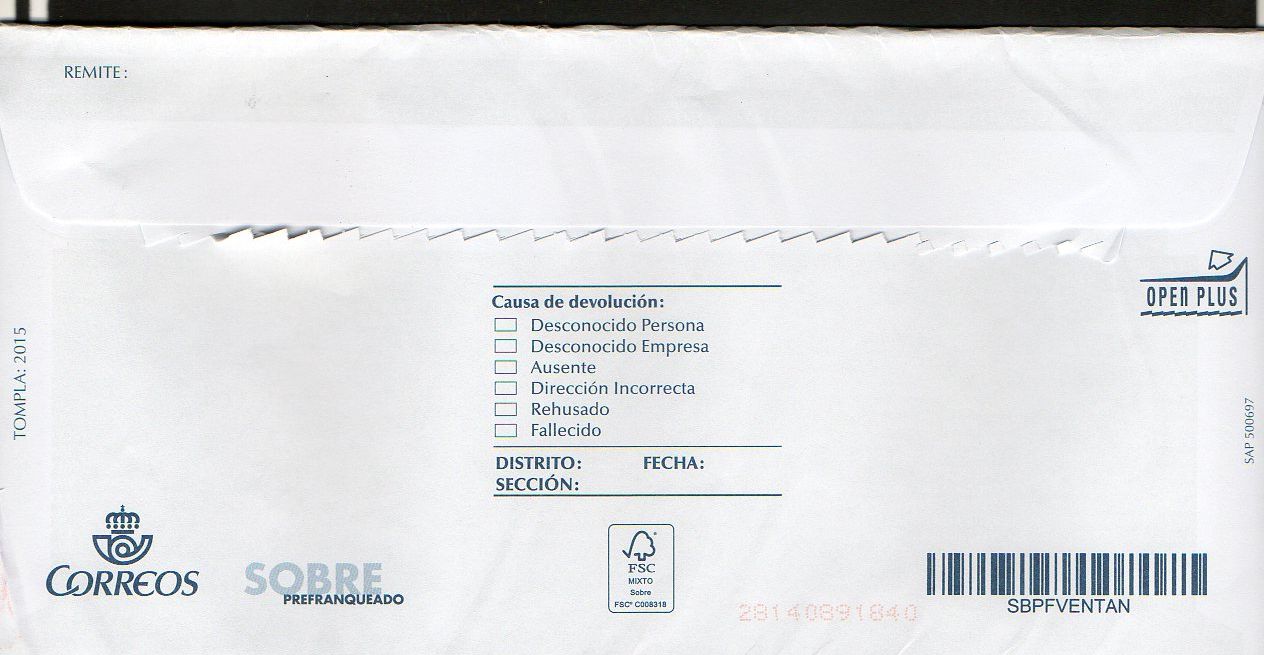 REMITE:
OPEN PLUS
Causa de devolución:
Desconocido Persona
Desconocido Empresa
Ausente
Dirección Incorrecta
Rehusado
Fallecido
DISTRITO: FECHA:
SECCIÓN:
TOMPLA: 2015
SAP 500697
CORREOS
SOBRE
PREFRANQUEADO
FSC
MIXTO
Sobre
FSC® C008318
28140891840
SBPFVENTAN